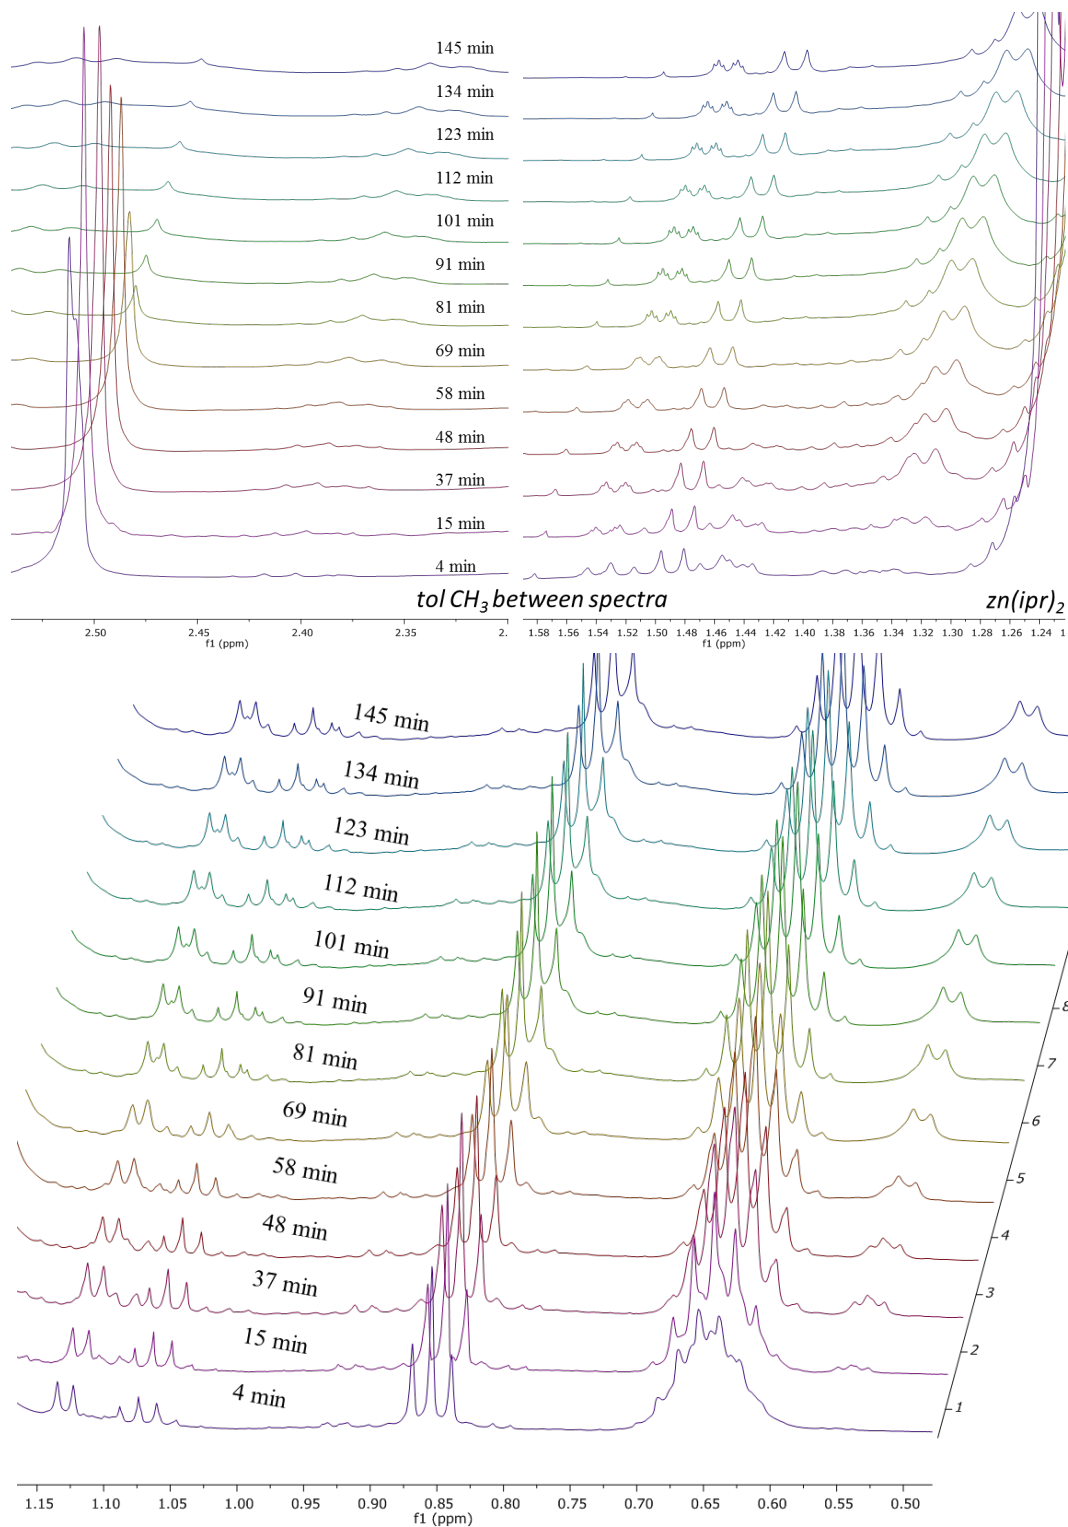 145 min
134 min
123 min
112 min
101 min
91 min
81 min
69 min
58 min
48 min
37 min
15 min
4 min
tol CH3 between spectra
zn(ipr)2
2.50 2.45 2.40 2.35 2.
f1 (ppm)
1.58 1.56 1.54 1.52 1.50 1.48 1.46 1.44 1.42 1.40 1.38 1.36 1.34 1.32 1.30 1.28 1.26 1.24
f1 (ppm)
145 min
134 min
123 min
112 min
101 min
91 min
81 min
69 min
58 min
48 min
37 min
15 min
4 min
8
7
6
5
4
3
2
1
1.15 1.10 1.05 1.00 0.95 0.90 0.85 0.80 0.75 0.70 0.65 0.60 0.55 0.50
f1 (ppm)